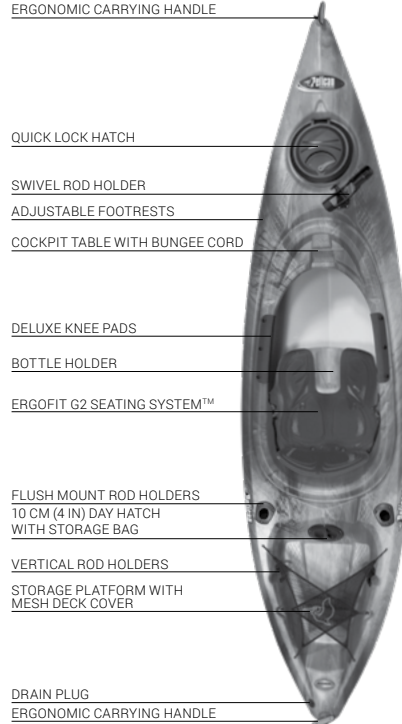 ERGONOMIC CARRYING HANDLE
Pelican
QUICK LOCK HATCH
SWIVEL ROD HOLDER
ADJUSTABLE FOOTRESTS
COCKPIT TABLE WITH BUNGEE CORD
DELUXE KNEE PADS
BOTTLE HOLDER
ERGOFIT G2 SEATING SYSTEM™
FLUSH MOUNT ROD HOLDERS
10 CM (4 IN) DAY HATCH
WITH STORAGE BAG
VERTICAL ROD HOLDERS
STORAGE PLATFORM WITH
MESH DECK COVER
DRAIN PLUG
ERGONOMIC CARRYING HANDLE